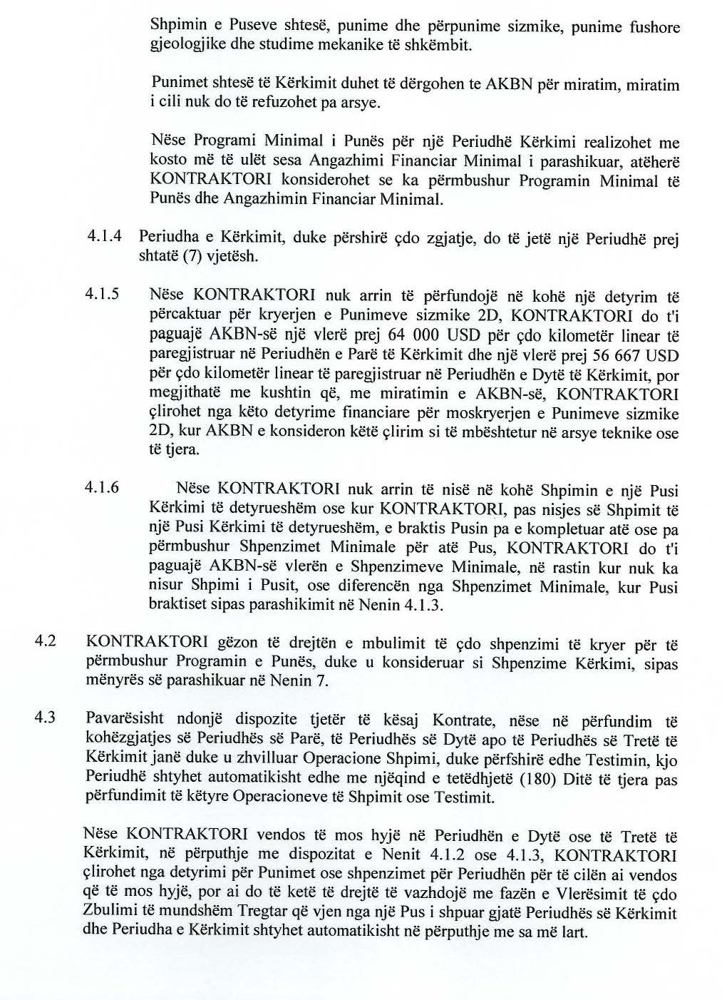 Shpimin e Puseve shtesë, punime dhe përpunime sizmike, punime fushore
gjeologjike dhe studime mekanike të shkëmbit.
Punimet shtesë të Kërkimit duhet të dërgohen te AKBN për miratim, miratim
i cili nuk do të refuzohet pa arsye.
Nëse Programi Minimal i Punës për një Periudhë Kërkimi realizohet me
kosto më të ulët sesa Angazhimi Financiar Minimal i parashikuar, atëherë
KONTRAKTORI konsiderohet se ka përmbushur Programin Minimal të
Punës dhe Angazhimin Financiar Minimal.
4.1.4 Periudha e Kërkimit, duke përshirë çdo zgjatje, do të jetë një Periudhë prej
shtatë (7) vjetësh.
4.1.5 Nëse KONTRAKTORI nuk arrin të përfundojë në kohë një detyrim të
përcaktuar për kryerjen e Punimeve sizmike 2D, KONTRAKTORI do t'i
paguajë AKBN-së një vlerë prej 64 000 USD për çdo kilometër linear të
paregjistruar në Periudhën e Parë të Kërkimit dhe një vlerë prej 56 667 USD
për çdo kilometër linear të paregjistruar në Periudhën e Dytë të Kërkimit, por
megjithatë me kushtin që, me miratimin e AKBN-së, KONTRAKTORI
çlirohet nga këto detyrime financiare për moskryerjen e Punimeve sizmike
2D, kur AKBN e konsideron këtë çlirim si të mbështetur në arsye teknike ose
të tjera.
4.1.6 Nëse KONTRAKTORI nuk arrin të nisë në kohë Shpimin e një Pusi
Kërkimi të detyrueshëm ose kur KONTRAKTORI, pas nisjes së Shpimit të
një Pusi Kërkimi të detyrueshëm, e braktis Pusin pa e kompletuar atë ose pa
përmbushur Shpenzimet Minimale për atë Pus, KONTRAKTORI do t'i
paguajë AKBN-së vlerën e Shpenzimeve Minimale, në rastin kur nuk ka
nisur Shpimi i Pusit, ose diferencën nga Shpenzimet Minimale, kur Pusi
braktiset sipas parashikimit në Nenin 4.1.3.
4.2 KONTRAKTORI gëzon të drejtën e mbulimit të çdo shpenzimi të kryer për të
përmbushur Programin e Punës, duke u konsideruar si Shpenzime Kërkimi, sipas
mënyrës së parashikuar në Nenin 7.
4.3 Pavarësisht ndonjë dispozite tjetër të kësaj Kontrate, nëse në përfundim të
kohëzgjatjes së Periudhës së Parë, të Periudhës së Dytë apo të Periudhës së Tretë të
Kërkimit janë duke u zhvilluar Operacione Shpimi, duke përfshirë edhe Testimin, kjo
Periudhë shtyhet automatikisht edhe me njëqind e tetëdhjetë (180) Ditë të tjera pas
përfundimit të këtyre Operacioneve të Shpimit ose Testimit.
Nëse KONTRAKTORI vendos të mos hyjë në Periudhën e Dytë ose të Tretë të
Kërkimit, në përputhje me dispozitat e Nenit 4.1.2 ose 4.1.3, KONTRAKTORI
çlirohet nga detyrimi për Punimet ose shpenzimet për Periudhën për të cilën ai vendos
që të mos hyjë, por ai do të ketë të drejtë të vazhdojë me fazën e Vlerësimit të çdo
Zbulimi të mundshëm Tregtar që vjen nga një Pus i shpuar gjatë Periudhës së Kërkimit
dhe Periudha e Kërkimit shtyhet automatikisht në përputhje me sa më lart.